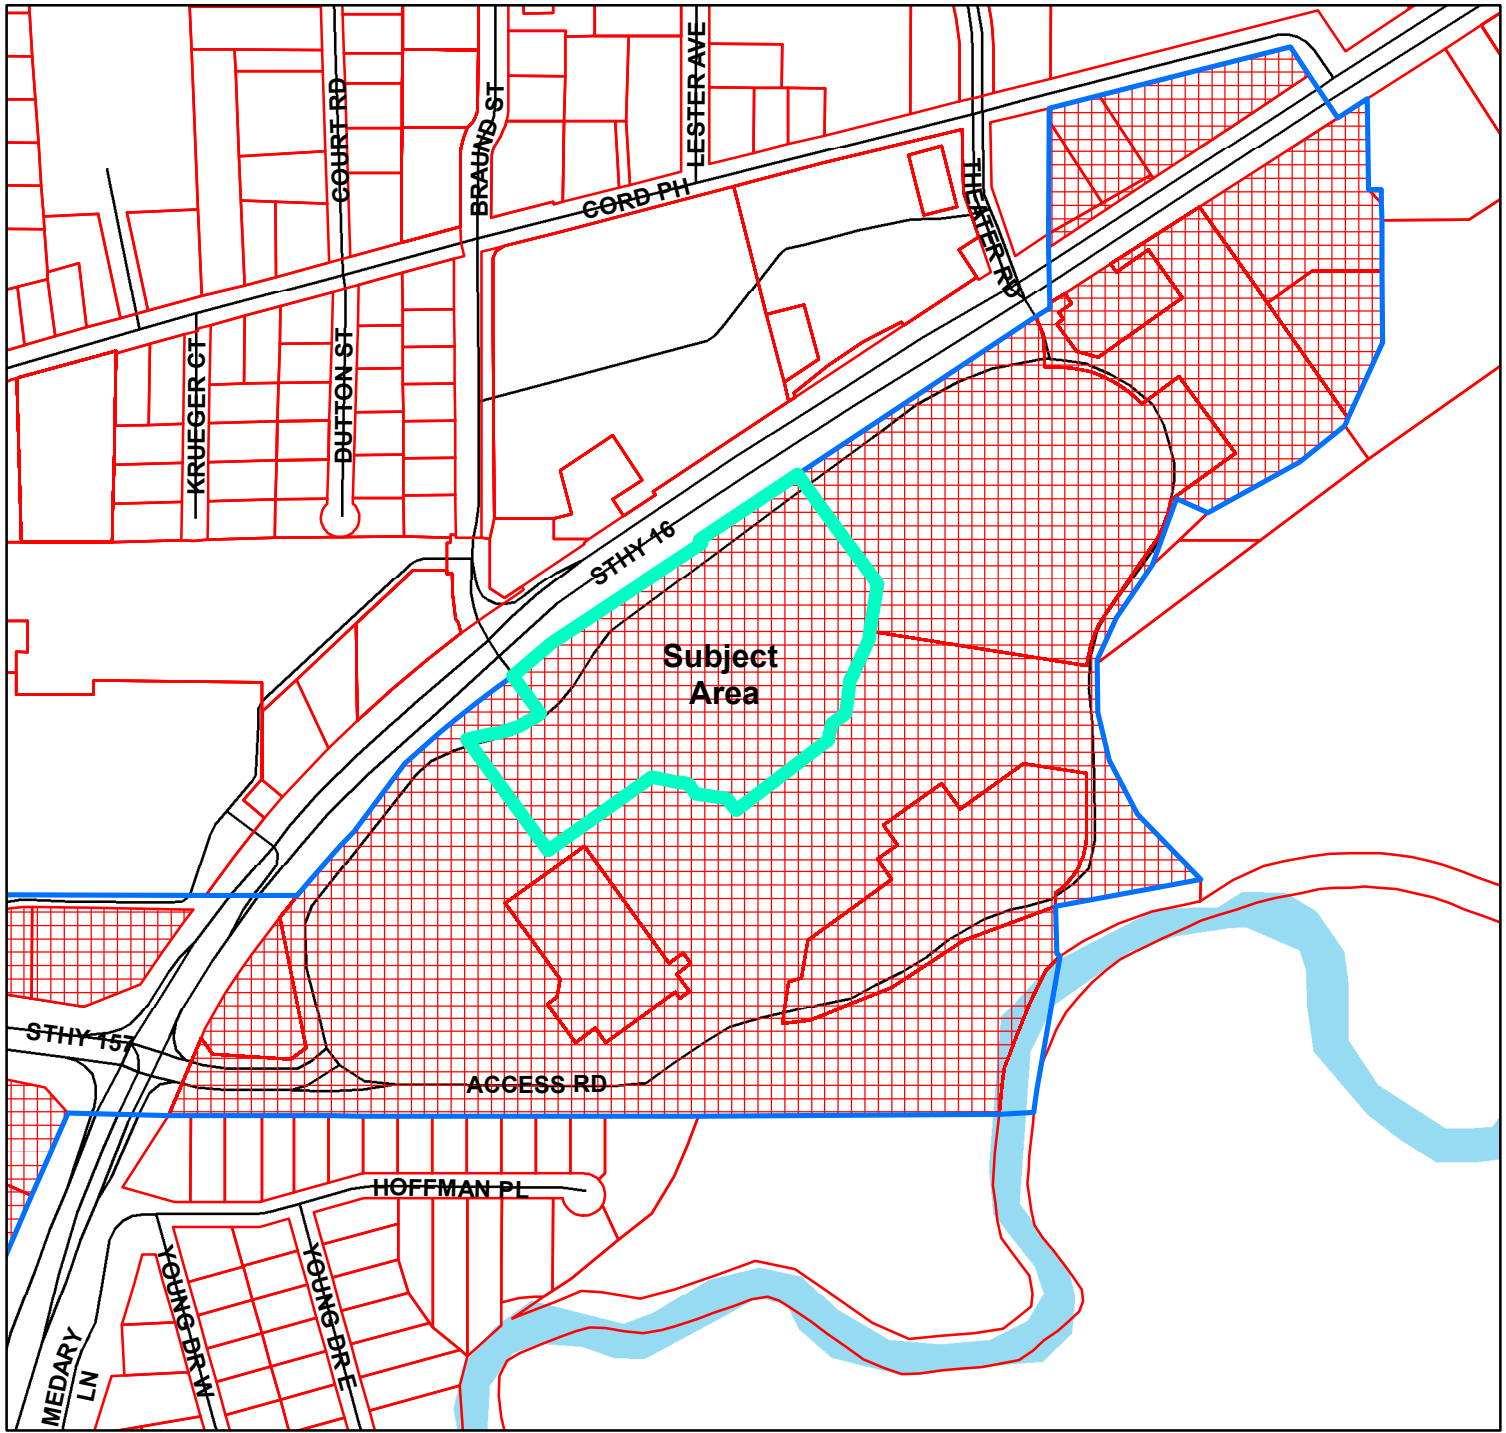 COURT RD
BRAUND ST
LESTER AVE
CORD PH
THEATER RD
KRUEGER CT
DUTTON ST
STHY 16
Subject
Area
STHY 157
ACCESS RD
HOFFMAN PL
YOUNG DR W
YOUNG DR E
MEDARY
LN